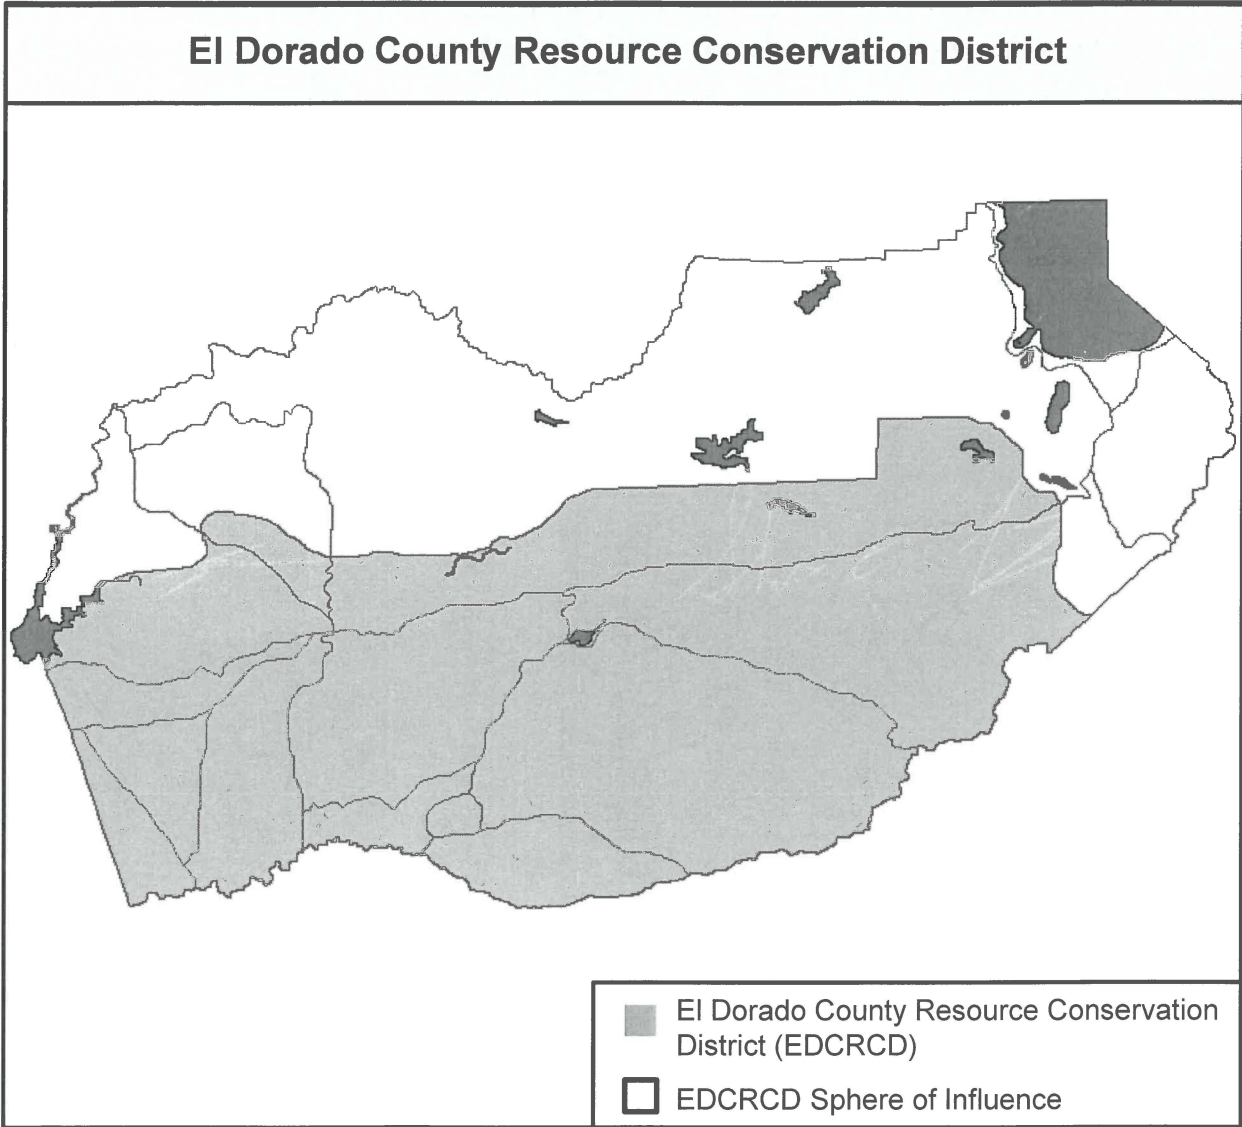 El Dorado County Resource Conservation District
El Dorado County Resource Conservation
District (EDCRCD)
EDCRCD Sphere of Influence